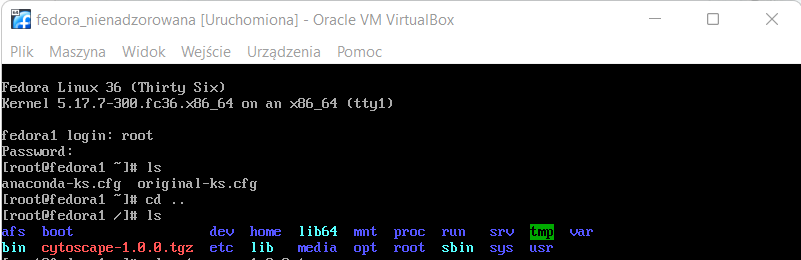 fedora_nienadzorowana [Uruchomiona] - Oracle VM VirtualBox
Plik Maszyna Widok Wejście Urządzenia Pomoc
Fedora Linux 36 (Thirty Six)
Kernel 5.17.7-300.fc36.x86_64 on an x86_64 (tty1)
fedora1 login: root
Password:
[root@fedora1 ~]# ls
anaconda-ks.cfg  original-ks.cfg
[root@fedora1 ~]# cd ..
[root@fedora1 /]# ls
afs  boot                 dev  home  lib64  mnt  proc  run   srv  tmp  var
bin  cytoscape-1.0.0.tgz  etc  lib   media  opt  root  sbin  sys  usr